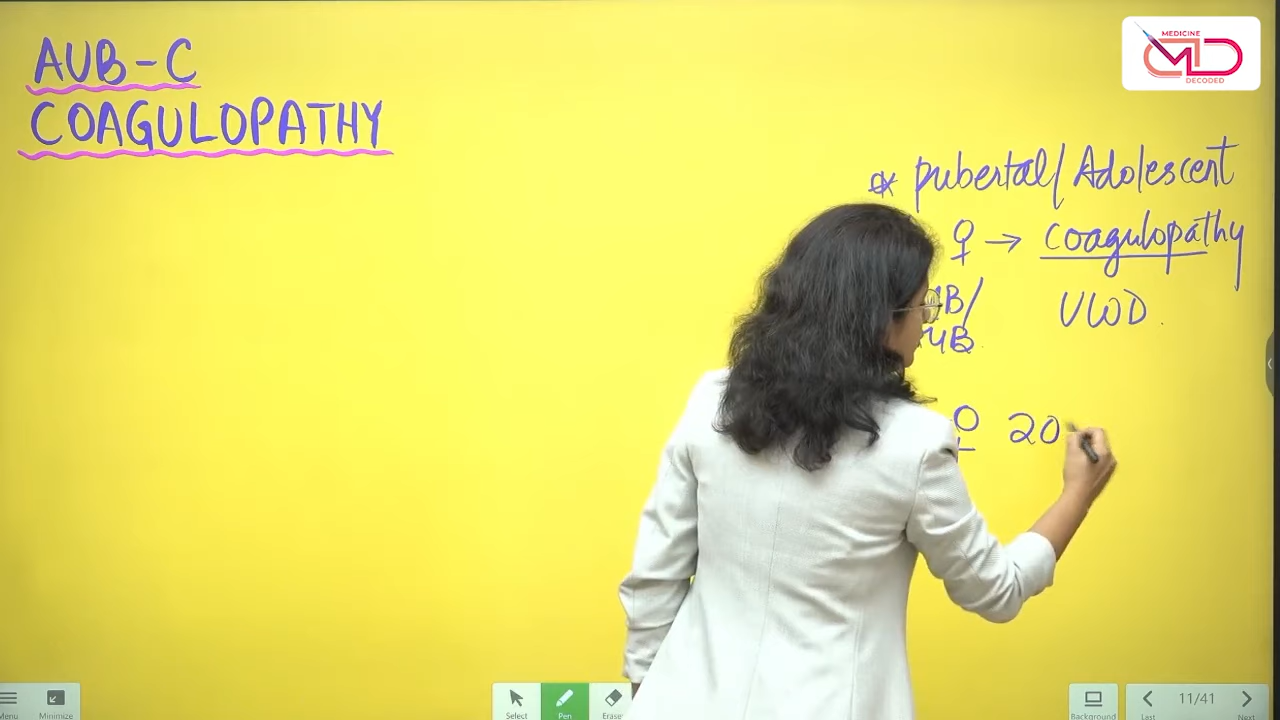 AUB-C
COAGULOPATHY
MEDICINE
MD
DECODED
* pubertal/Adolescent
♀ → coagulopathy
B/ VWD.
B
♀ 20
Menu
Minimize
Select
Pen
Eraser
Background
Last
11/41
Next